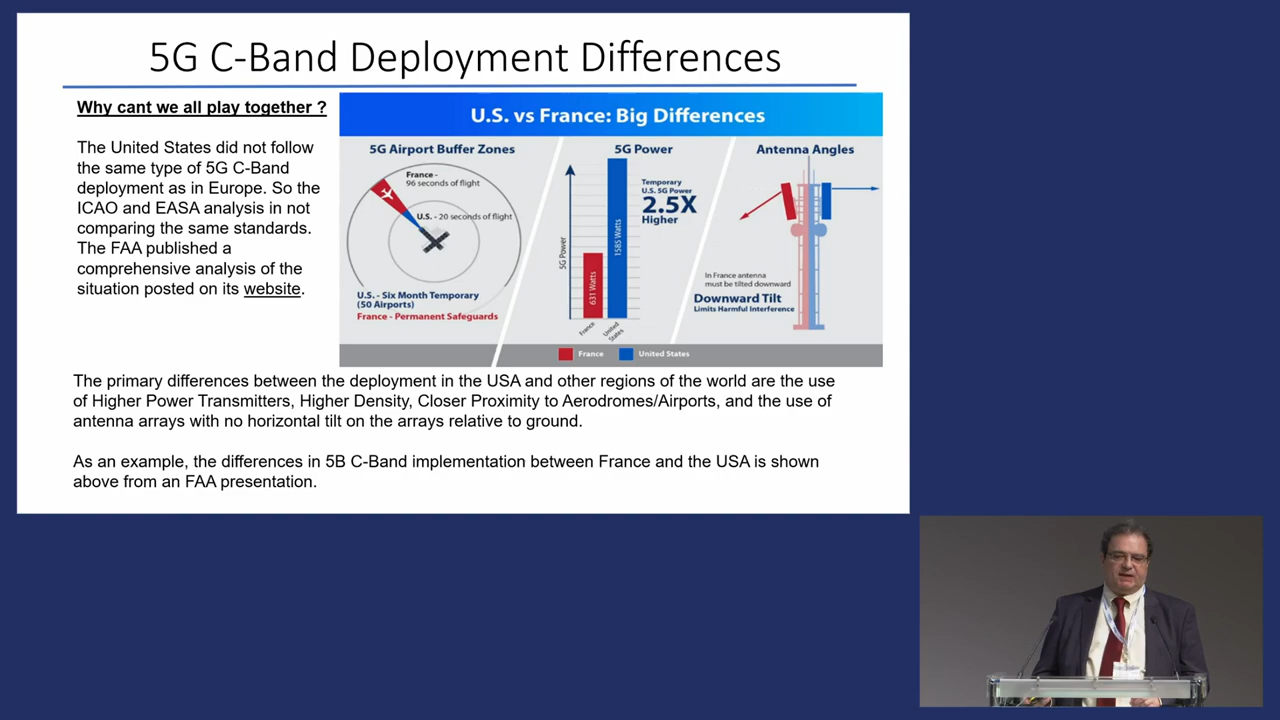 5G C-Band Deployment Differences
Why cant we all play together ?
The United States did not follow
the same type of 5G C-Band
deployment as in Europe. So the
ICAO and EASA analysis in not
comparing the same standards.
The FAA published a
comprehensive analysis of the
situation posted on its website.
U.S. vs France: Big Differences
5G Airport Buffer Zones
France -
96 seconds of flight
U.S. - 20 seconds of flight
U.S. - Six Month Temporary
(50 Airports)
France - Permanent Safeguards
5G Power
5G Power
631 Watts
1585 Watts
France
United
States
Temporary
U.S. 5G Power
2.5X
Higher
Antenna Angles
In France antenna
must be tilted downward
Downward Tilt
Limits Harmful Interference
France
United States
The primary differences between the deployment in the USA and other regions of the world are the use
of Higher Power Transmitters, Higher Density, Closer Proximity to Aerodromes/Airports, and the use of
antenna arrays with no horizontal tilt on the arrays relative to ground.
As an example, the differences in 5B C-Band implementation between France and the USA is shown
above from an FAA presentation.